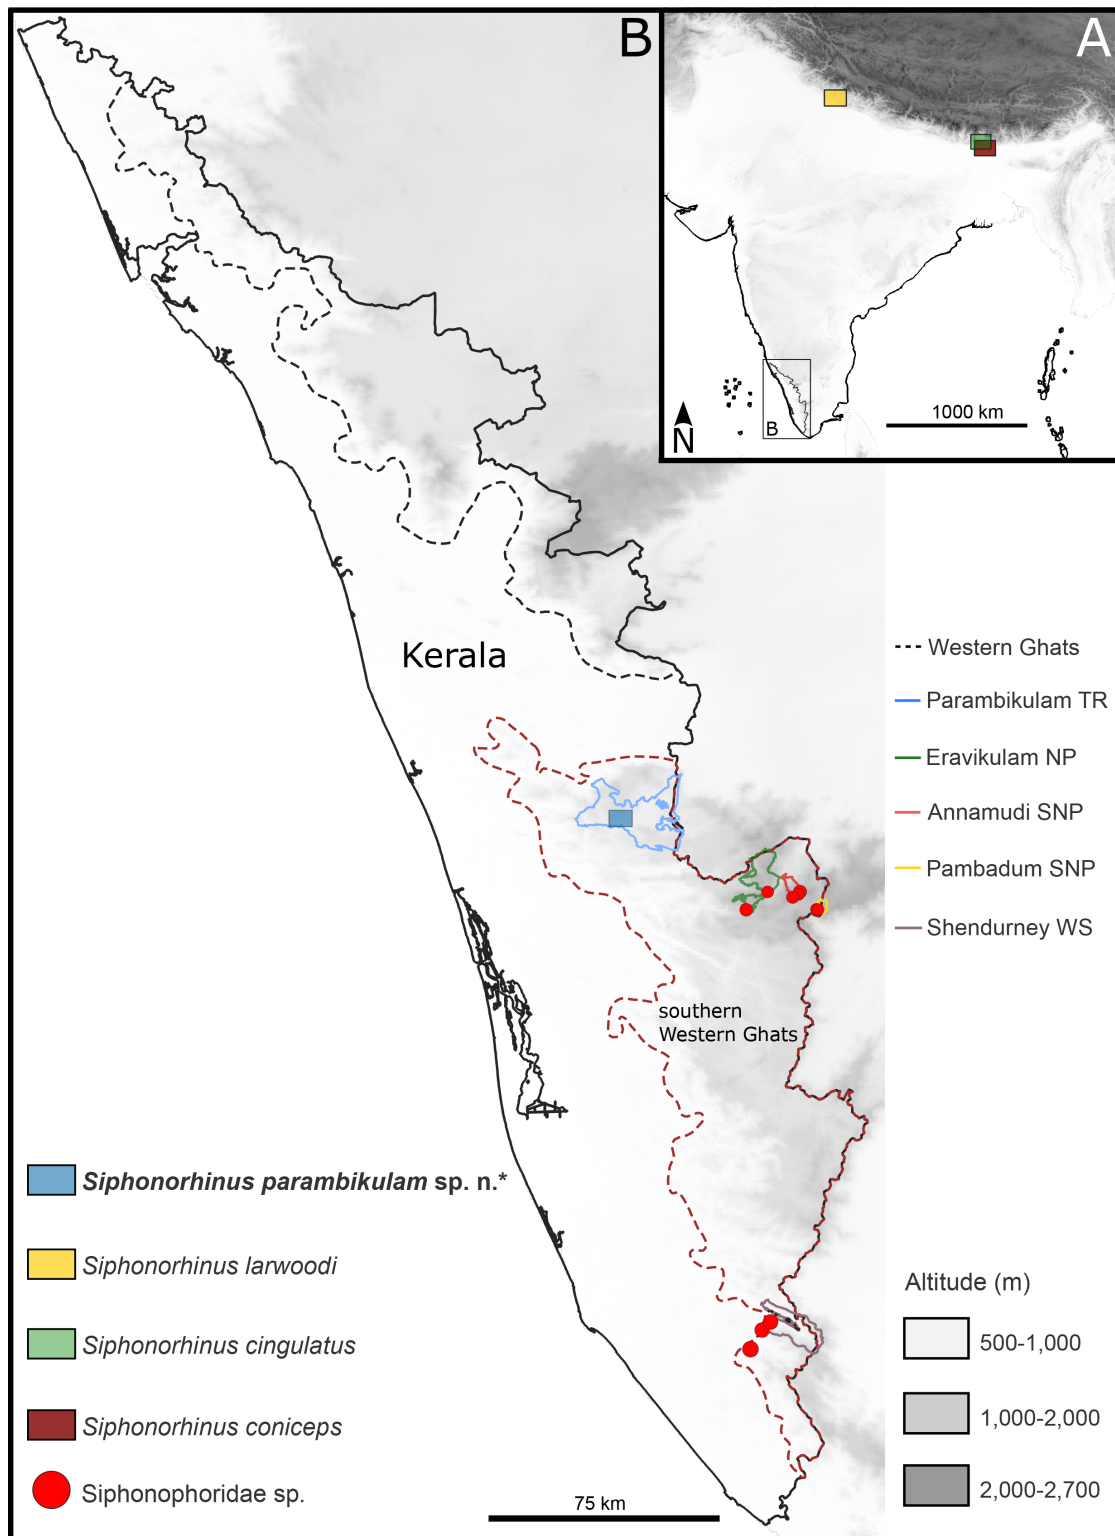 B
A
B
N
1000 km
Kerala
Western Ghats
Parambikulam TR
Eravikulam NP
Annamudi SNP
Pambadum SNP
Shendurney WS
southern
Western Ghats
Siphonorhinus parambikulam sp. n.*
Siphonorhinus larwoodi
Siphonorhinus cingulatus
Siphonorhinus coniceps
Siphonophoridae sp.
75 km
Altitude (m)
500-1,000
1,000-2,000
2,000-2,700